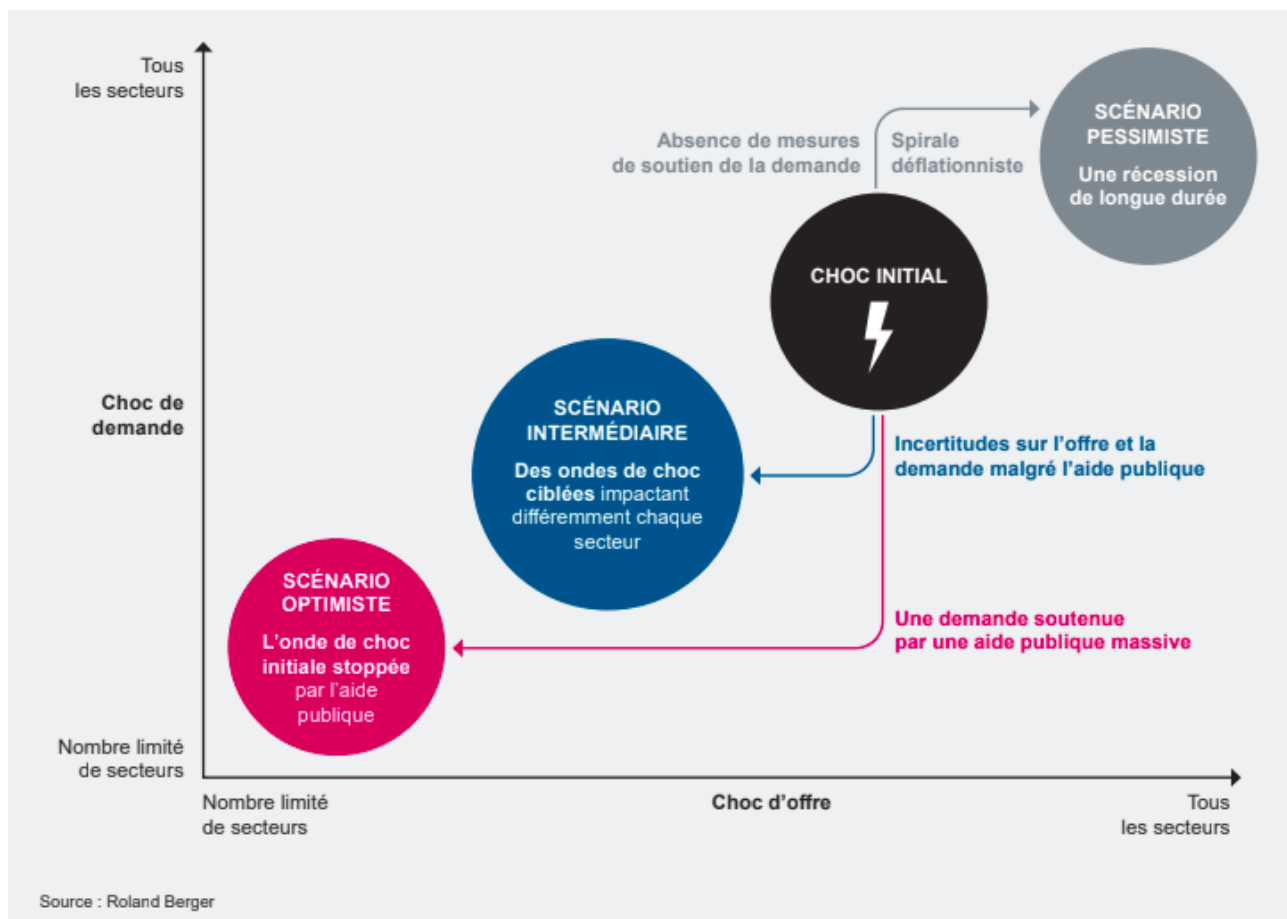 Tous
les secteurs
SCÉNARIO
PESSIMISTE
Une récession
de longue durée
Absence de mesures
de soutien de la demande
Spirale
déflationniste
CHOC INITIAL
Choc de
demande
SCÉNARIO
INTERMÉDIAIRE
Des ondes de choc
ciblées impactant
différemment chaque
secteur
Incertitudes sur l'offre et la
demande malgré l'aide publique
SCÉNARIO
OPTIMISTE
L'onde de choc
initiale stoppée
par l'aide
publique
Une demande soutenue
par une aide publique massive
Nombre limité
de secteurs
Nombre limité
de secteurs
Choc d'offre
Tous
les secteurs
Source : Roland Berger